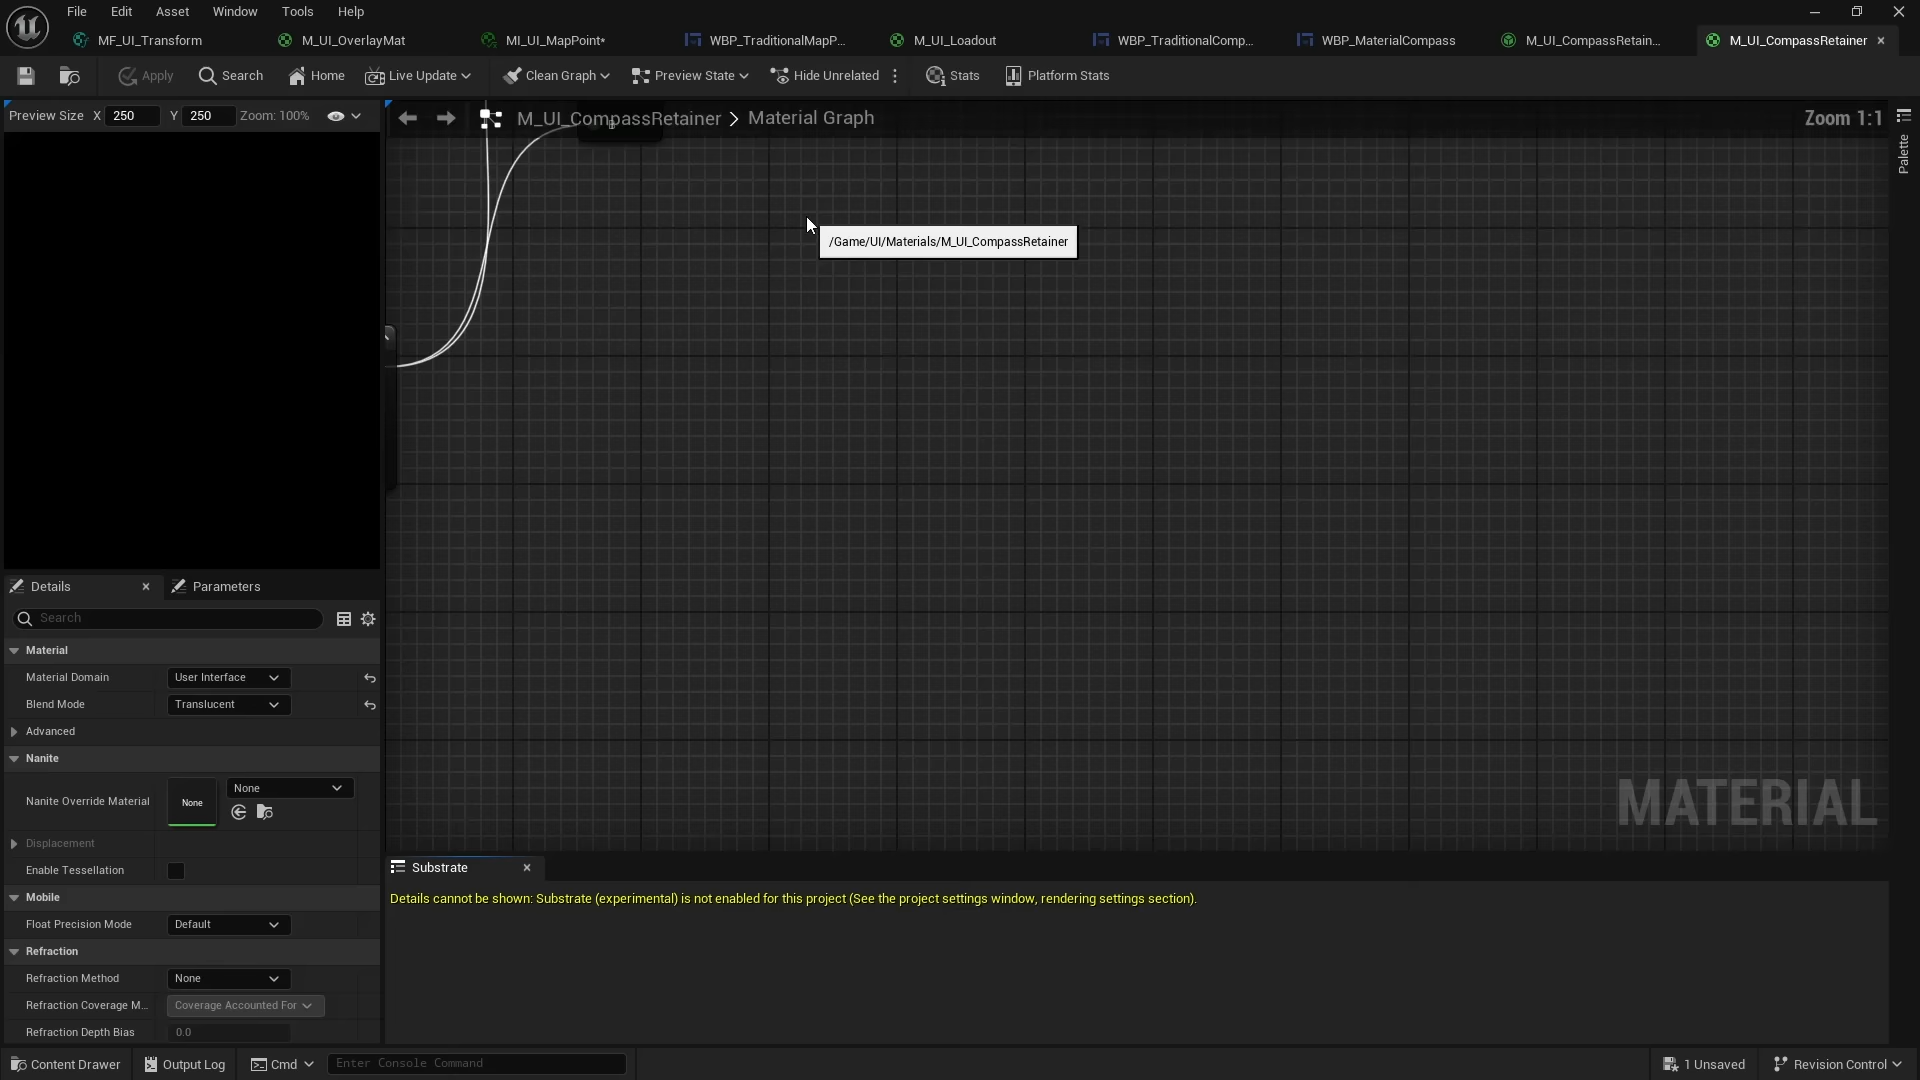 File Edit Asset Window Tools Help
MF_UI_Transform M_UI_OverlayMat MI_UI_MapPoint* WBP_TraditionalMapP... M_UI_Loadout WBP_TraditionalComp... WBP_MaterialCompass M_UI_CompassRetain... M_UI_CompassRetainer
Apply Search Home Live Update Clean Graph Preview State Hide Unrelated Stats Platform Stats
Preview Size X 250 Y 250 Zoom: 100%
M_UI_CompassRetainer > Material Graph
Zoom 1:1
Palette
/Game/UI/Materials/M_UI_CompassRetainer
MATERIAL
Details Parameters
Search
Material
Material Domain User Interface
Blend Mode Translucent
Advanced
Nanite
Nanite Override Material None None
Displacement
Enable Tessellation
Mobile
Float Precision Mode Default
Refraction
Refraction Method None
Refraction Coverage M... Coverage Accounted For
Refraction Depth Bias 0.0
Substrate
Details cannot be shown: Substrate (experimental) is not enabled for this project (See the project settings window, rendering settings section).
Content Drawer Output Log Cmd Enter Console Command 1 Unsaved Revision Control